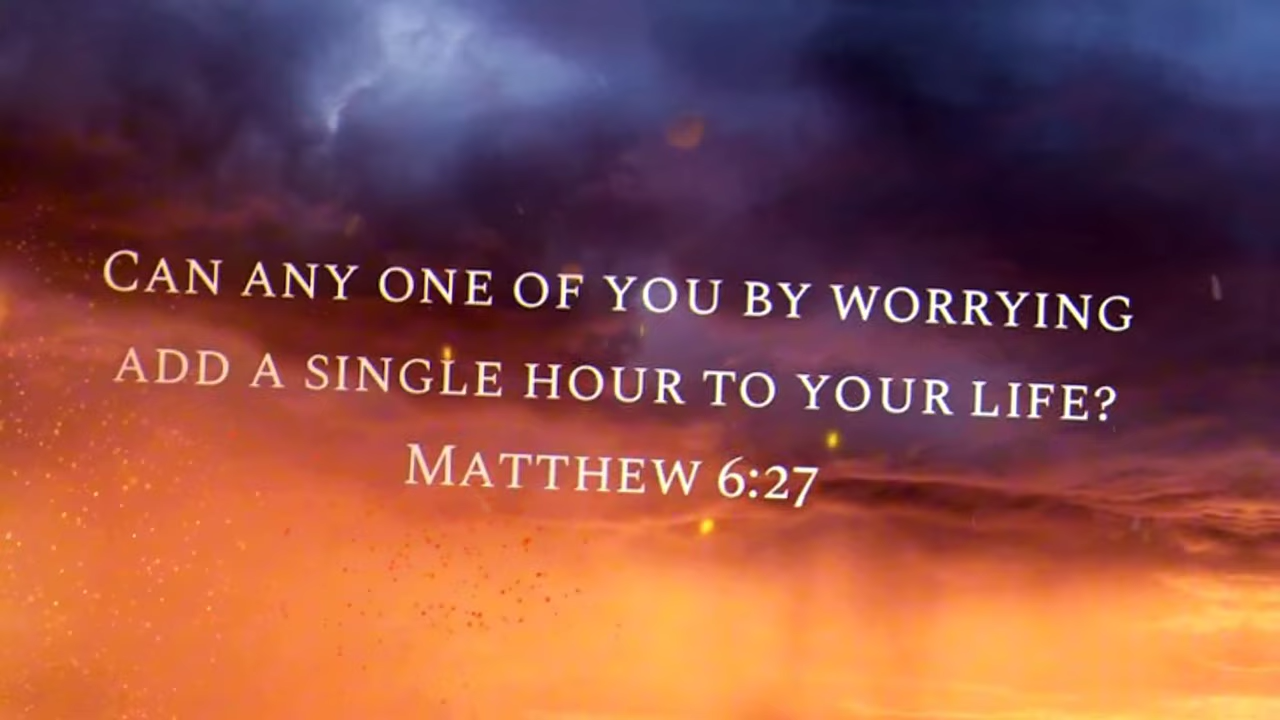 CAN ANY ONE OF YOU BY WORRYING
ADD A SINGLE HOUR TO YOUR LIFE?
MATTHEW 6:27